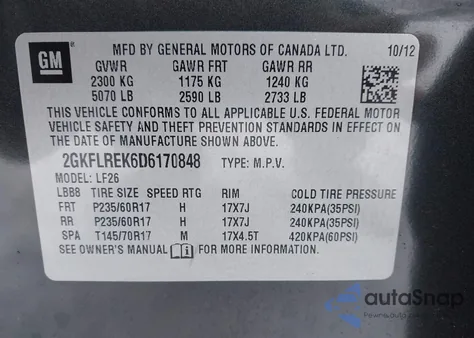 GM
MFD BY GENERAL MOTORS OF CANADA LTD. 10/12
GVWR GAWR FRT GAWR RR
2300 KG 1175 KG 1240 KG
5070 LB 2590 LB 2733 LB
THIS VEHICLE CONFORMS TO ALL APPLICABLE U.S. FEDERAL MOTOR
VEHICLE SAFETY AND THEFT PREVENTION STANDARDS IN EFFECT ON
THE DATE OF MANUFACTURE SHOWN ABOVE.
2GKFLREK6D6170848 TYPE: M.P.V.
MODEL: LF26
LBB8 TIRE SIZE SPEED RTG RIM COLD TIRE PRESSURE
FRT P235/60R17 H 17X7J 240KPA(35PSI)
RR P235/60R17 H 17X7J 240KPA(35PSI)
SPA T145/70R17 M 17X4.5T 420KPA(60PSI)
SEE OWNER'S MANUAL FOR MORE INFORMATION.
autoSnap